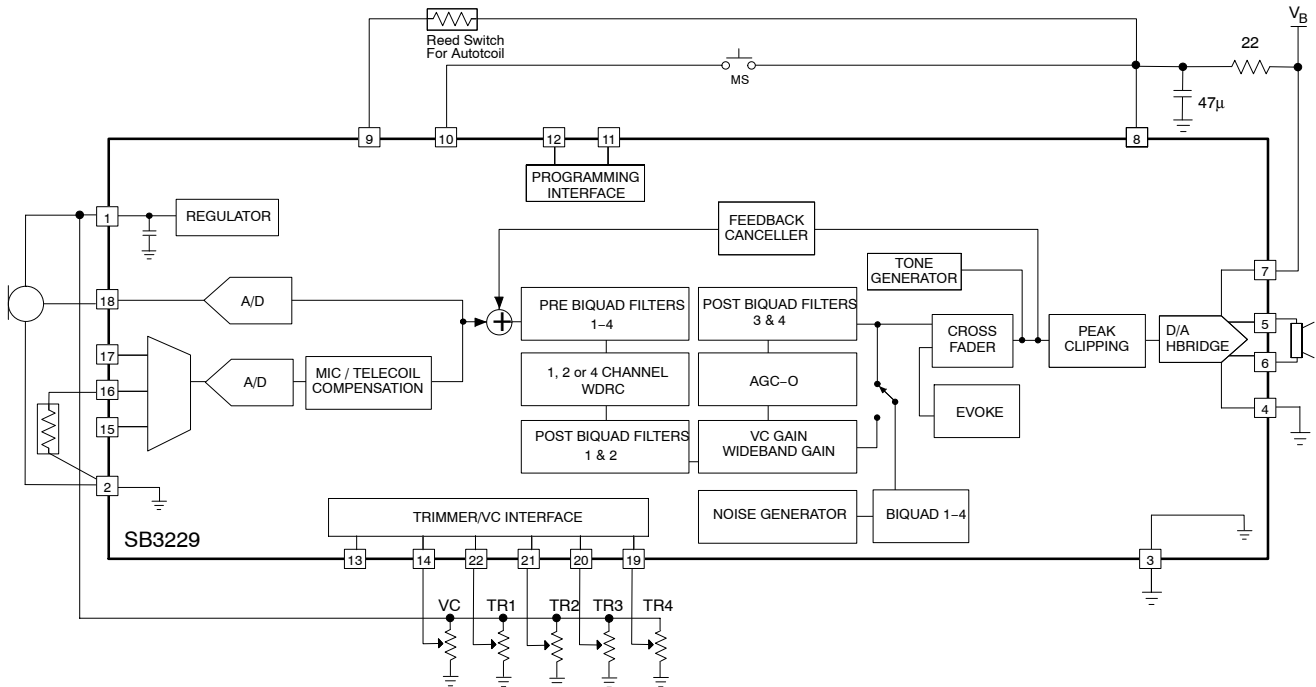 VB
Reed Switch
For Autotcoil
22
MS
47µ
9
10
12
11
8
PROGRAMMING
INTERFACE
1
REGULATOR
FEEDBACK
CANCELLER
TONE
GENERATOR
7
18
A/D
PRE BIQUAD FILTERS
1–4
POST BIQUAD FILTERS
3 & 4
CROSS
FADER
PEAK
CLIPPING
D/A
HBRIDGE
5
6
17
16
15
A/D
MIC / TELECOIL
COMPENSATION
1, 2 or 4 CHANNEL
WDRC
AGC–O
EVOKE
4
POST BIQUAD FILTERS
1 & 2
VC GAIN
WIDEBAND GAIN
2
TRIMMER/VC INTERFACE
NOISE GENERATOR
BIQUAD 1–4
SB3229
13
14
22
21
20
19
3
VC
TR1
TR2
TR3
TR4